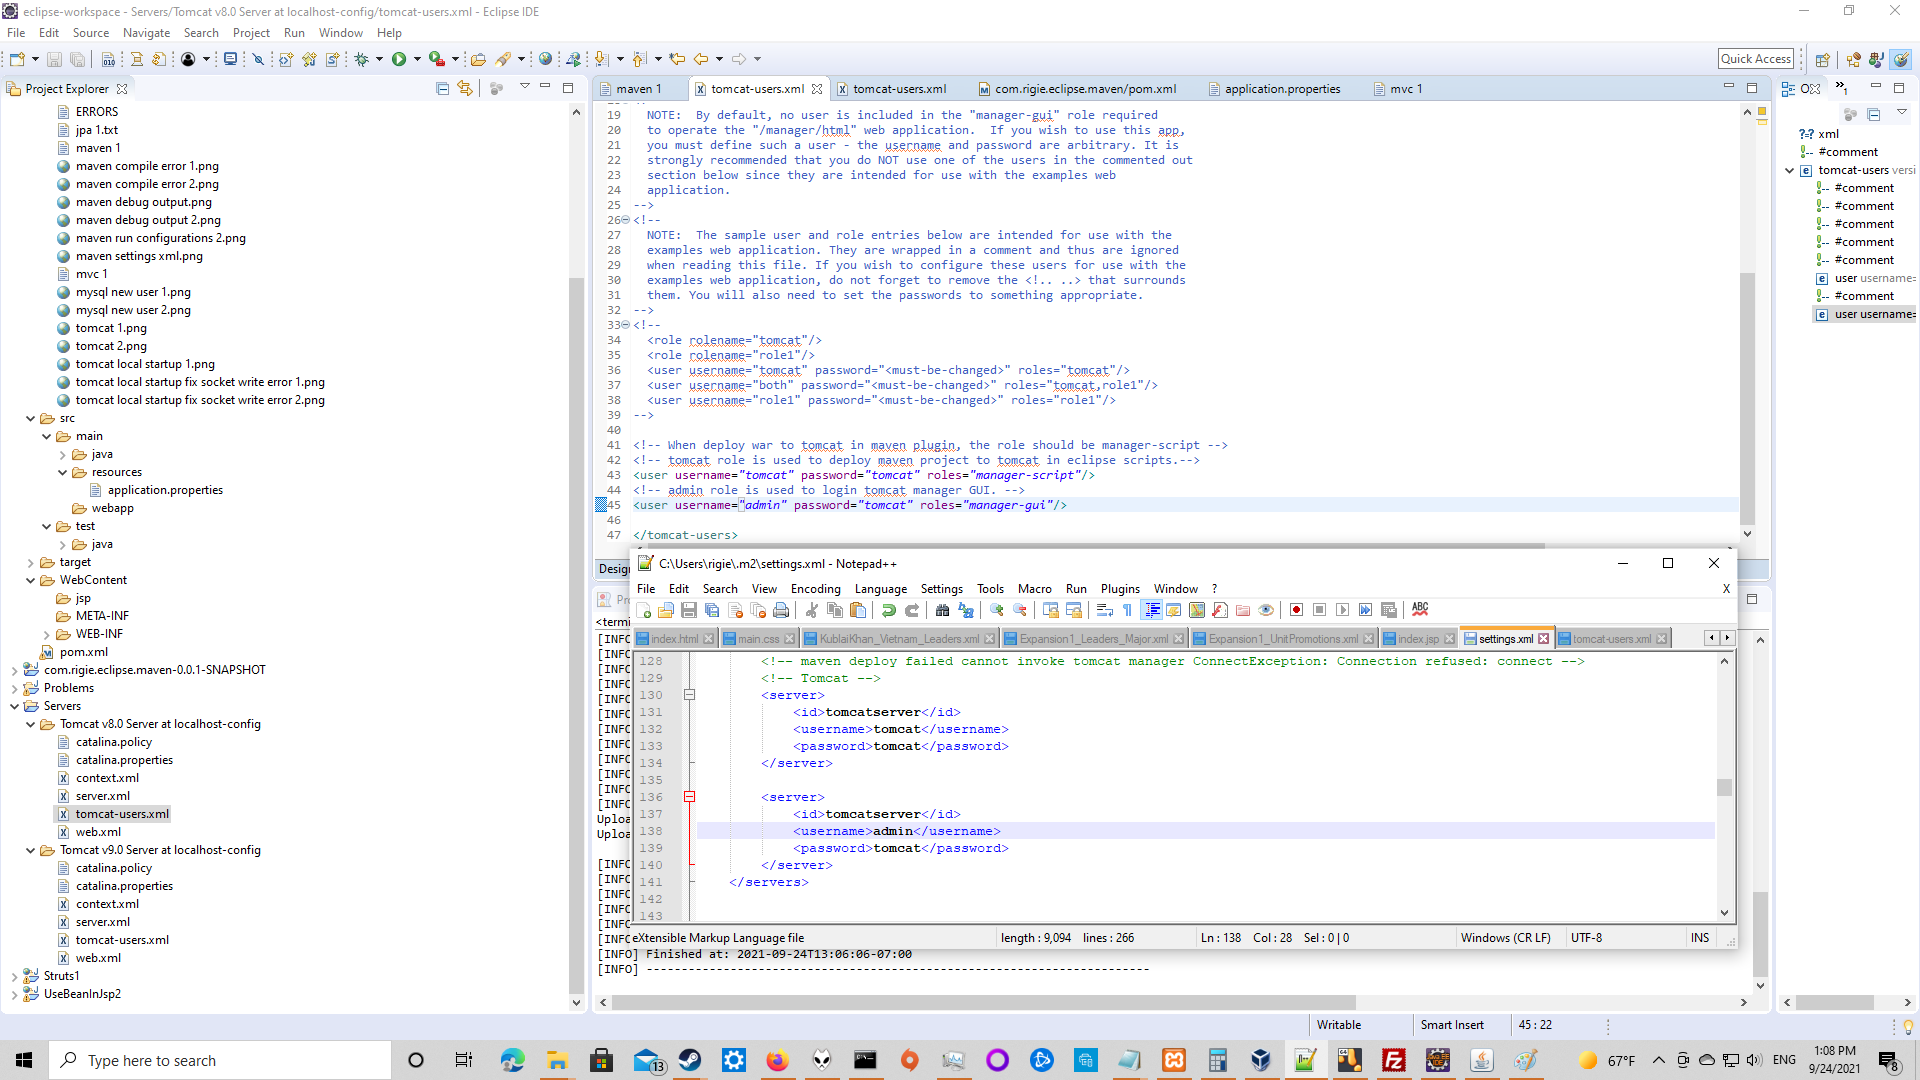 eclipse-workspace - Servers/Tomcat v8.0 Server at localhost-config/tomcat-users.xml - Eclipse IDE
File Edit Source Navigate Search Project Run Window Help
Quick Access
Project Explorer
ERRORS
jpa 1.txt
maven 1
maven compile error 1.png
maven compile error 2.png
maven debug output.png
maven debug output 2.png
maven run configurations 2.png
maven settings xml.png
mvc 1
mysql new user 1.png
mysql new user 2.png
tomcat 1.png
tomcat 2.png
tomcat local startup 1.png
tomcat local startup fix socket write error 1.png
tomcat local startup fix socket write error 2.png
src
main
java
resources
application.properties
webapp
test
java
target
WebContent
jsp
META-INF
WEB-INF
pom.xml
com.rigie.eclipse.maven-0.0.1-SNAPSHOT
Problems
Servers
Tomcat v8.0 Server at localhost-config
catalina.policy
catalina.properties
context.xml
server.xml
tomcat-users.xml
web.xml
Tomcat v9.0 Server at localhost-config
catalina.policy
catalina.properties
context.xml
server.xml
tomcat-users.xml
web.xml
Struts1
UseBeanInJsp2
maven 1 tomcat-users.xml tomcat-users.xml com.rigie.eclipse.maven/pom.xml application.properties mvc 1
19 NOTE: By default, no user is included in the "manager-gui" role required
20 to operate the "/manager/html" web application. If you wish to use this app,
21 you must define such a user - the username and password are arbitrary. It is
22 strongly recommended that you do NOT use one of the users in the commented out
23 section below since they are intended for use with the examples web
24 application.
25 -->
26 <!--
27 NOTE: The sample user and role entries below are intended for use with the
28 examples web application. They are wrapped in a comment and thus are ignored
29 when reading this file. If you wish to configure these users for use with the
30 examples web application, do not forget to remove the <!.. ..> that surrounds
31 them. You will also need to set the passwords to something appropriate.
32 -->
33 <!--
34 <role rolename="tomcat"/>
35 <role rolename="role1"/>
36 <user username="tomcat" password="<must-be-changed>" roles="tomcat"/>
37 <user username="both" password="<must-be-changed>" roles="tomcat,role1"/>
38 <user username="role1" password="<must-be-changed>" roles="role1"/>
39 -->
40
41 <!-- When deploy war to tomcat in maven plugin, the role should be manager-script -->
42 <!-- tomcat role is used to deploy maven project to tomcat in eclipse scripts.-->
43 <user username="tomcat" password="tomcat" roles="manager-script"/>
44 <!-- admin role is used to login tomcat manager GUI. -->
45 <user username="admin" password="tomcat" roles="manager-gui"/>
46
47 </tomcat-users>
Design
<termi
[INFO
[INFO
[INFO
[INFO
[INFO
[INFO
[INFO
[INFO
[INFO
[INFO
[INFO
[INFO
Uploa
Uploa
[INFO
[INFO
[INFO
[INFO
[INFO
[INFO
[INFO] Finished at: 2021-09-24T13:06:06-07:00
[INFO] ------------------------------------------------------------------------
C:\Users\rigie\.m2\settings.xml - Notepad++
File Edit Search View Encoding Language Settings Tools Macro Run Plugins Window ? X
index.html main.css KublaiKhan_Vietnam_Leaders.xml Expansion1_Leaders_Major.xml Expansion1_UnitPromotions.xml index.jsp settings.xml tomcat-users.xml
128 <!-- maven deploy failed cannot invoke tomcat manager ConnectException: Connection refused: connect -->
129 <!-- Tomcat -->
130 <server>
131 <id>tomcatserver</id>
132 <username>tomcat</username>
133 <password>tomcat</password>
134 </server>
135
136 <server>
137 <id>tomcatserver</id>
138 <username>admin</username>
139 <password>tomcat</password>
140 </server>
141 </servers>
142
143
eXtensible Markup Language file length : 9,094 lines : 266 Ln : 138 Col : 28 Sel : 0 | 0 Windows (CR LF) UTF-8 INS
xml
#comment
tomcat-users versi
#comment
#comment
#comment
#comment
#comment
user username=
#comment
user username=
Writable Smart Insert 45 : 22
Type here to search
13
67°F
ENG
1:08 PM
9/24/2021
8